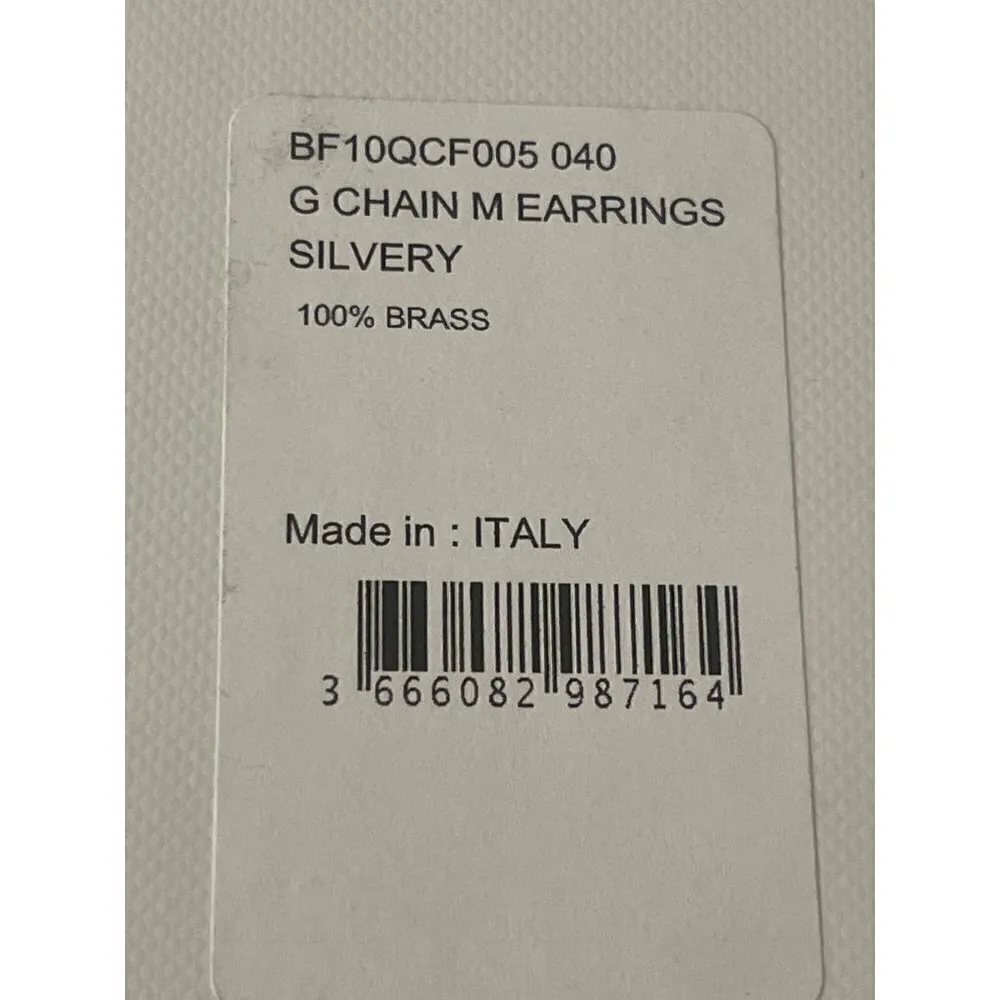 BF10QCF005 040
G CHAIN M EARRINGS
SILVERY
100% BRASS
Made in : ITALY
3 666082 987164